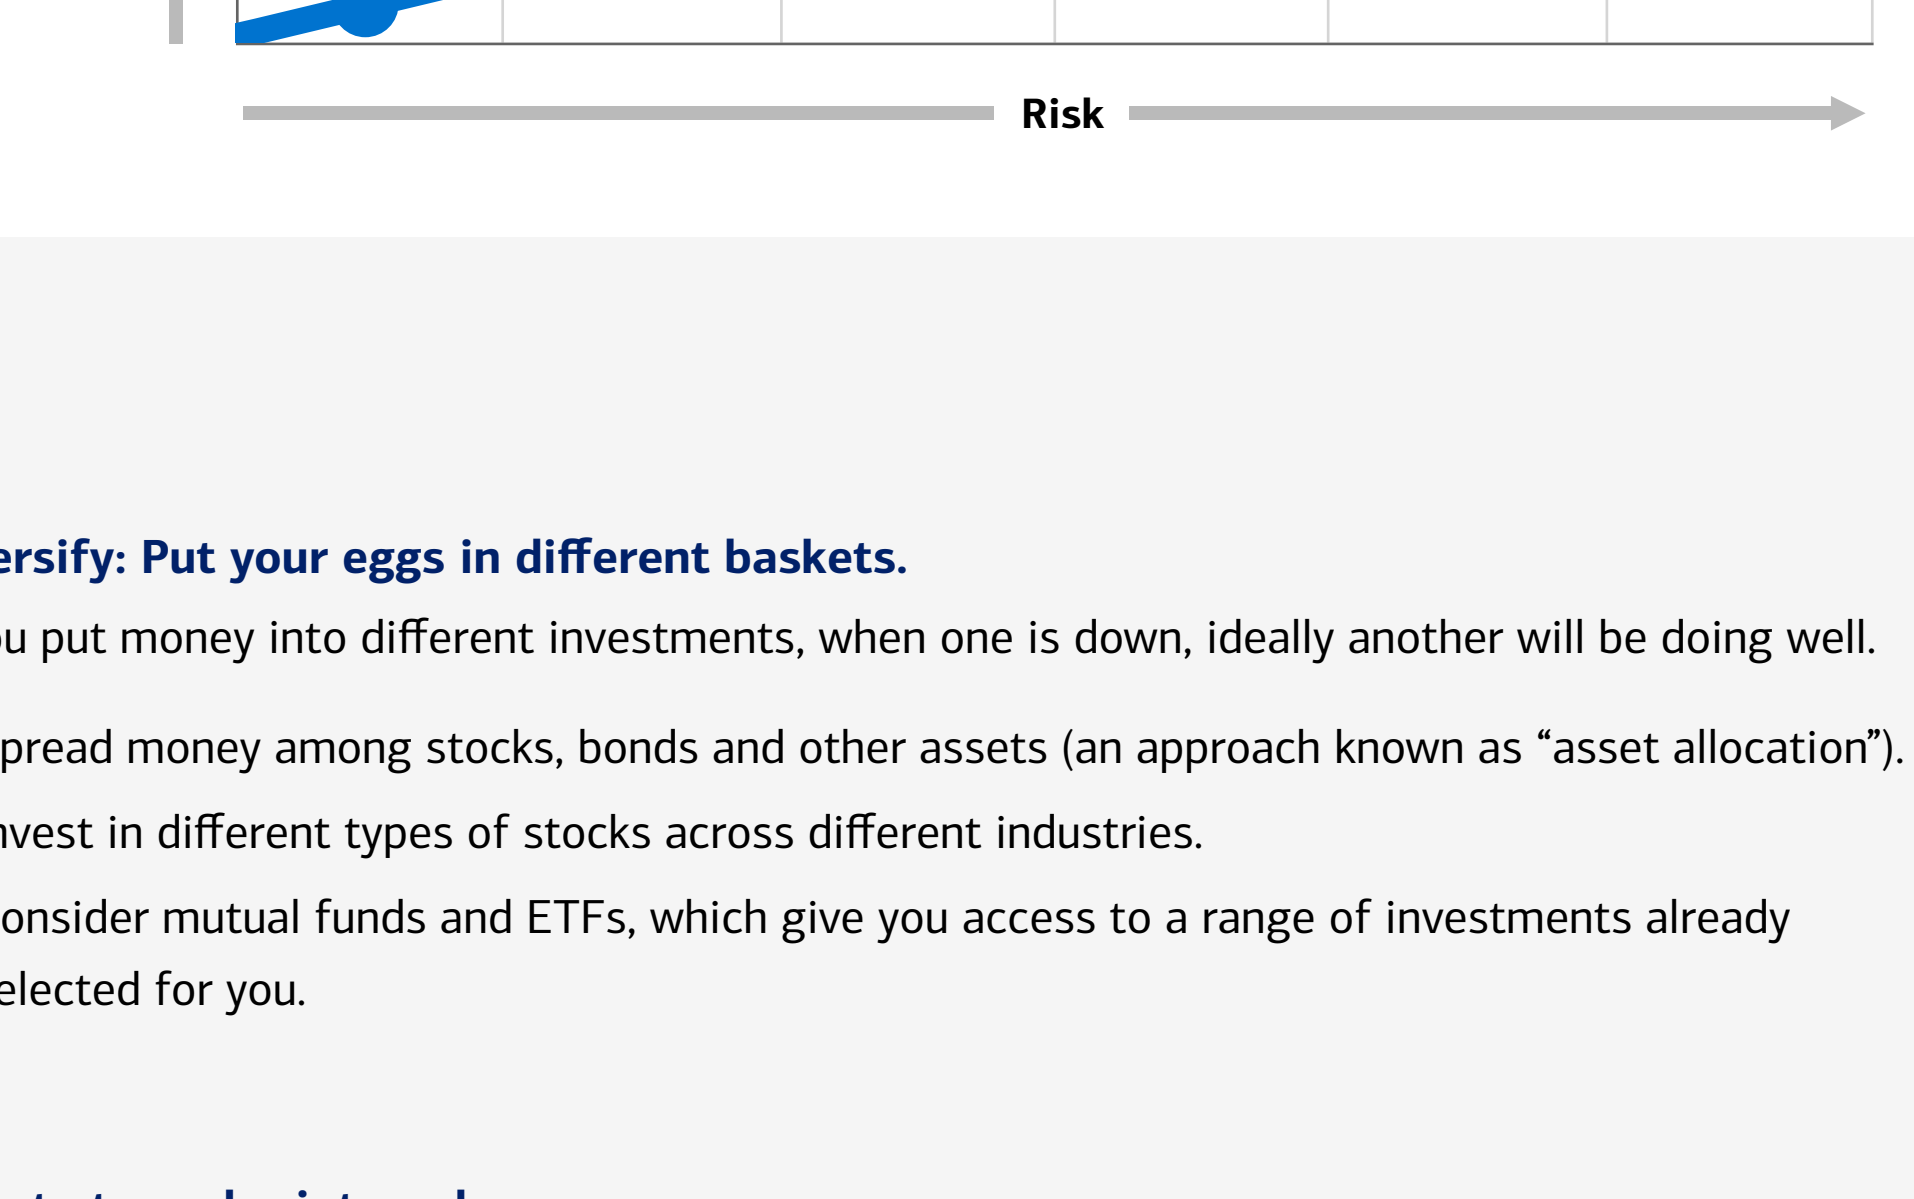 Risk
ersify: Put your eggs in different baskets.
ou put money into different investments, when one is down, ideally another will be doing well.
pread money among stocks, bonds and other assets (an approach known as “asset allocation”).
nvest in different types of stocks across different industries.
onsider mutual funds and ETFs, which give you access to a range of investments already
elected for you.